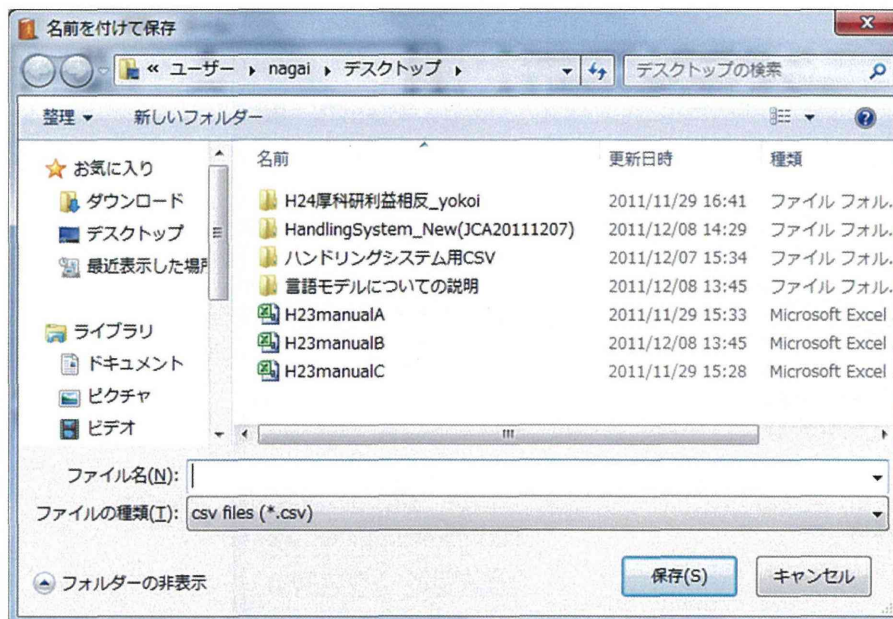 名前を付けて保存
« ユーザー ▸ nagai ▸ デスクトップ ▸
デスクトップの検索
整理 ▼ 新しいフォルダー
お気に入り
ダウンロード
デスクトップ
最近表示した場所
ライブラリ
ドキュメント
ピクチャ
ビデオ
名前 更新日時 種類
H24厚科研利益相反_yokoi 2011/11/29 16:41 ファイル フォル.
HandlingSystem_New(JCA20111207) 2011/12/08 14:29 ファイル フォル.
ハンドリングシステム用CSV 2011/12/07 15:34 ファイル フォル.
言語モデルについての説明 2011/12/08 13:45 ファイル フォル.
H23manualA 2011/11/29 15:33 Microsoft Excel
H23manualB 2011/12/08 13:45 Microsoft Excel
H23manualC 2011/11/29 15:28 Microsoft Excel
ファイル名(N):
ファイルの種類(T): csv files (*.csv)
フォルダーの非表示
保存(S) キャンセル